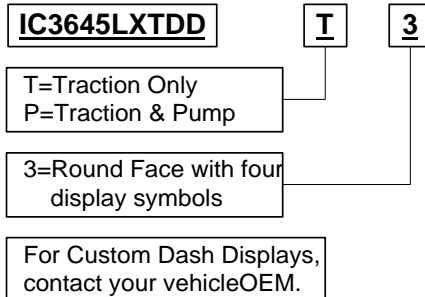 IC3645LXTDD T 3
T=Traction Only
P=Traction & Pump
3=Round Face with four
display symbols
For Custom Dash Displays,
contact your vehicleOEM.